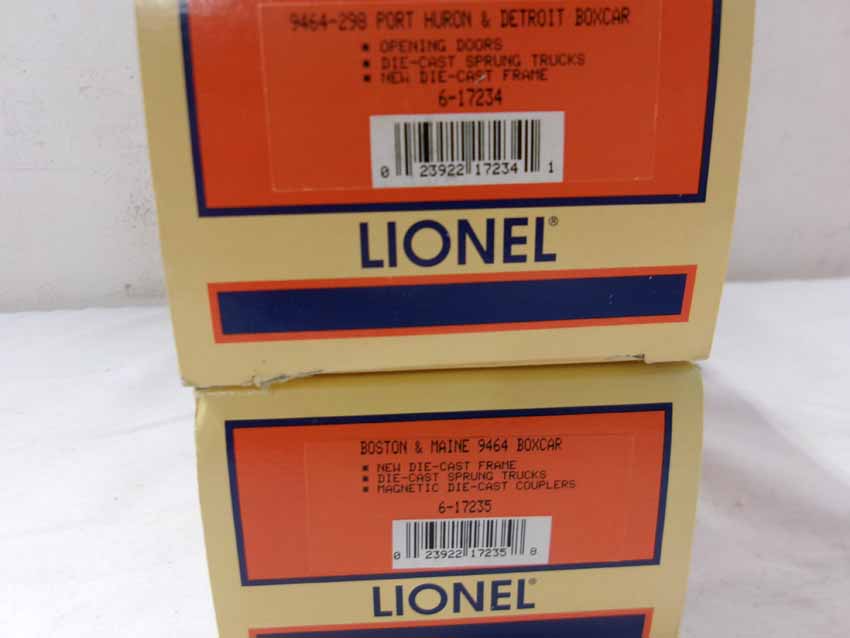 9464-298 PORT HURON & DETROIT BOXCAR
▪ OPENING DOORS
▪ DIE-CAST SPRUNG TRUCKS
▪ NEW DIE-CAST FRAME
6-17234
0 23922 17234 1
LIONEL®
BOSTON & MAINE 9464 BOXCAR
▪ NEW DIE-CAST FRAME
▪ DIE-CAST SPRUNG TRUCKS
▪ MAGNETIC DIE-CAST COUPLERS
6-17235
0 23922 17235 8
LIONEL®